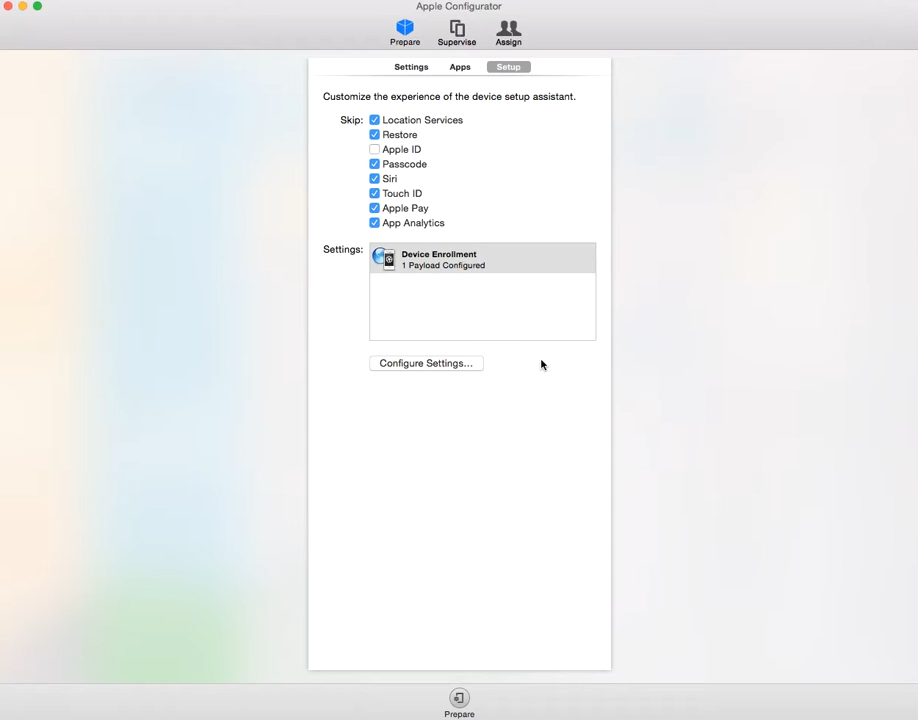 Apple Configurator
Prepare Supervise Assign
Settings Apps Setup
Customize the experience of the device setup assistant.
Skip: Location Services
Restore
Apple ID
Passcode
Siri
Touch ID
Apple Pay
App Analytics
Settings: Device Enrollment
1 Payload Configured
Configure Settings...
Prepare